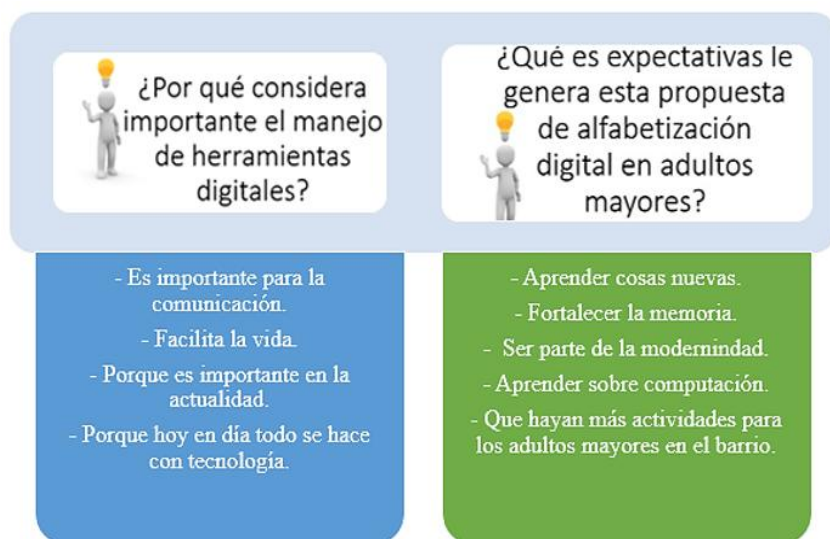 ¿Por qué considera
importante el manejo
de herramientas
digitales?
- Es importante para la
comunicación.
- Facilita la vida.
- Porque es importante en la
actualidad.
- Porque hoy en día todo se hace
con tecnología.
¿Qué es expectativas le
genera esta propuesta
de alfabetización
digital en adultos
mayores?
- Aprender cosas nuevas.
- Fortalecer la memoria.
- Ser parte de la modernindad.
- Aprender sobre computación.
- Que hayan más actividades para
los adultos mayores en el barrio.